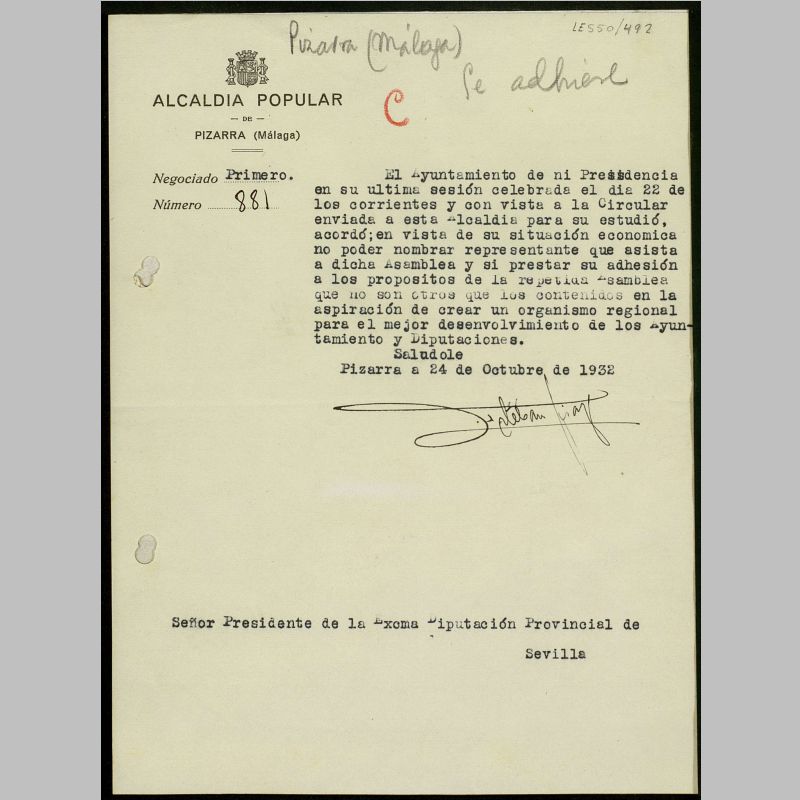 LE550/492
Pizarra (Málaga)
Se adhiere
C
ALCALDIA POPULAR
— DE —
PIZARRA (Málaga)
Negociado Primero.
Número 881
El Ayuntamiento de ni Presidencia
en su ultima sesión celebrada el dia 22 de
los corrientes y con vista a la Circular
enviada a esta Alcaldia para su estudió,
acordó;en vista de su situación economica
no poder nombrar representante que asista
a dicha Asamblea y si prestar su adhesión
a los propositos de la repetida Asamblea
que no son otros que los contenidos en la
aspiración de crear un organismo regional
para el mejor desenvolvimiento de los Ayun-
tamiento y Diputaciones.
Saludole
Pizarra a 24 de Octubre de 1932
Señor Presidente de la Excma Diputación Provincial de
Sevilla